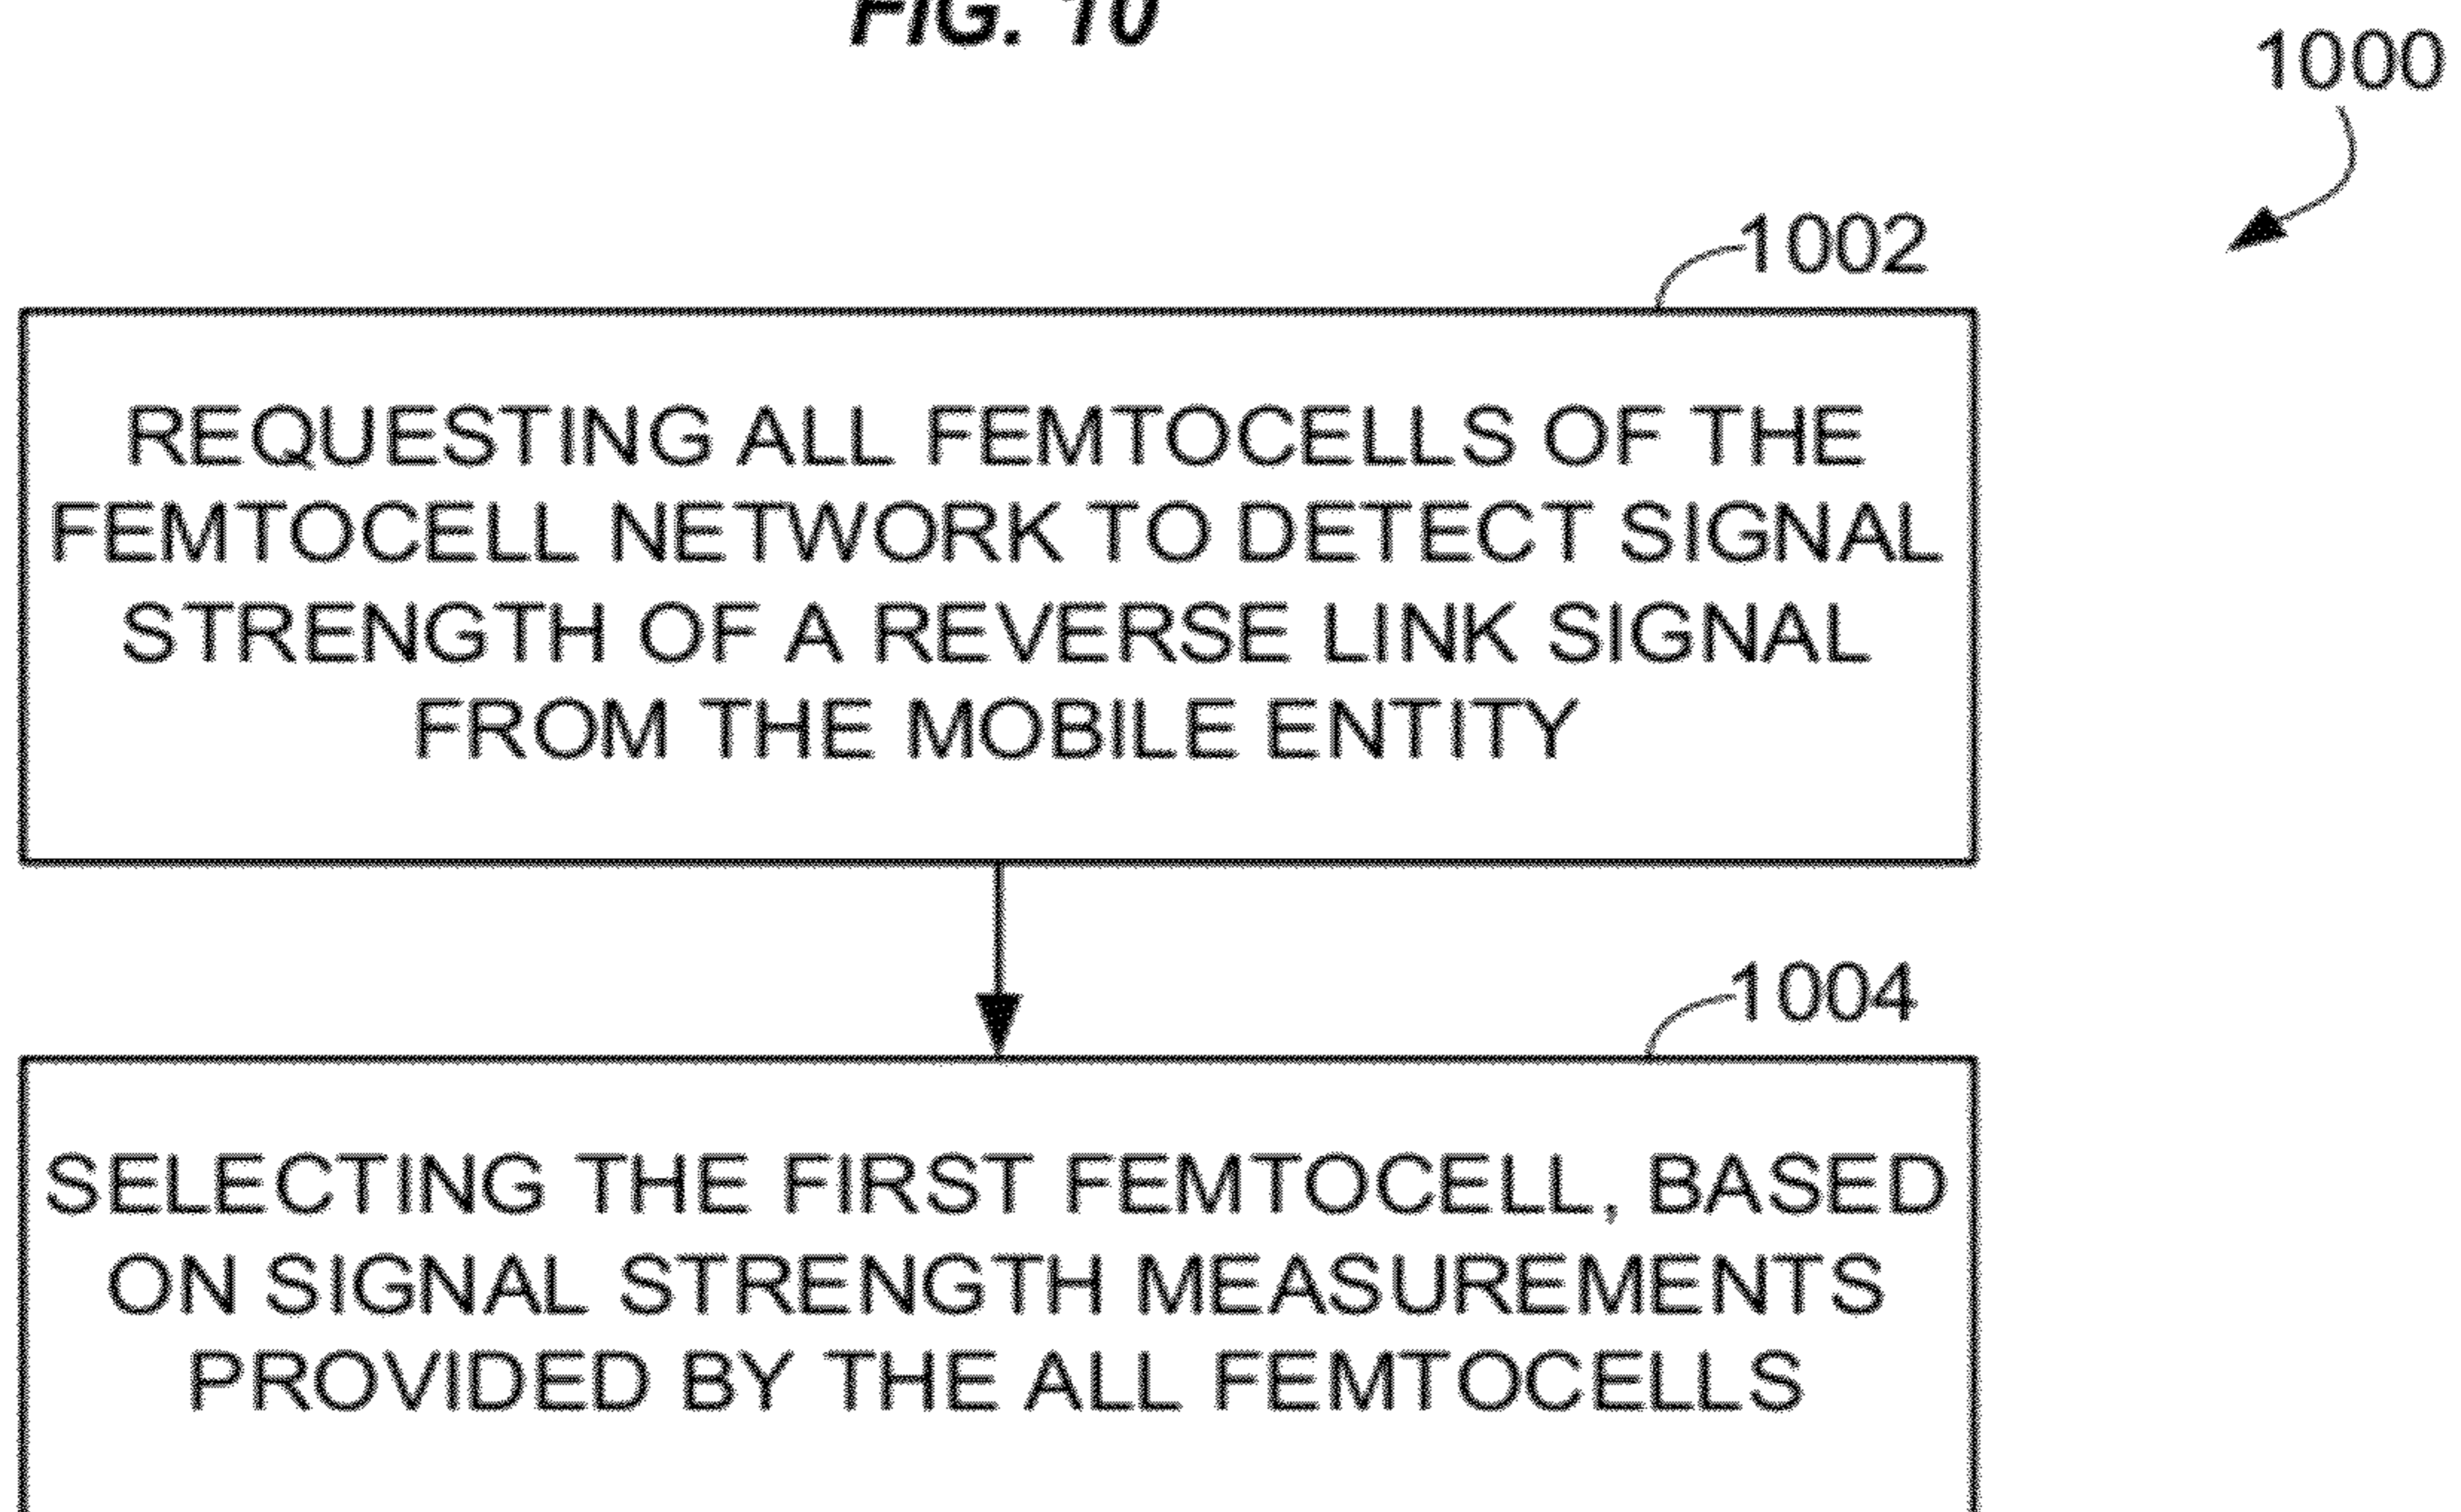 FIG. 10
1000
1002
REQUESTING ALL FEMTOCELLS OF THE
FEMTOCELL NETWORK TO DETECT SIGNAL
STRENGTH OF A REVERSE LINK SIGNAL
FROM THE MOBILE ENTITY
1004
SELECTING THE FIRST FEMTOCELL, BASED
ON SIGNAL STRENGTH MEASUREMENTS
PROVIDED BY THE ALL FEMTOCELLS